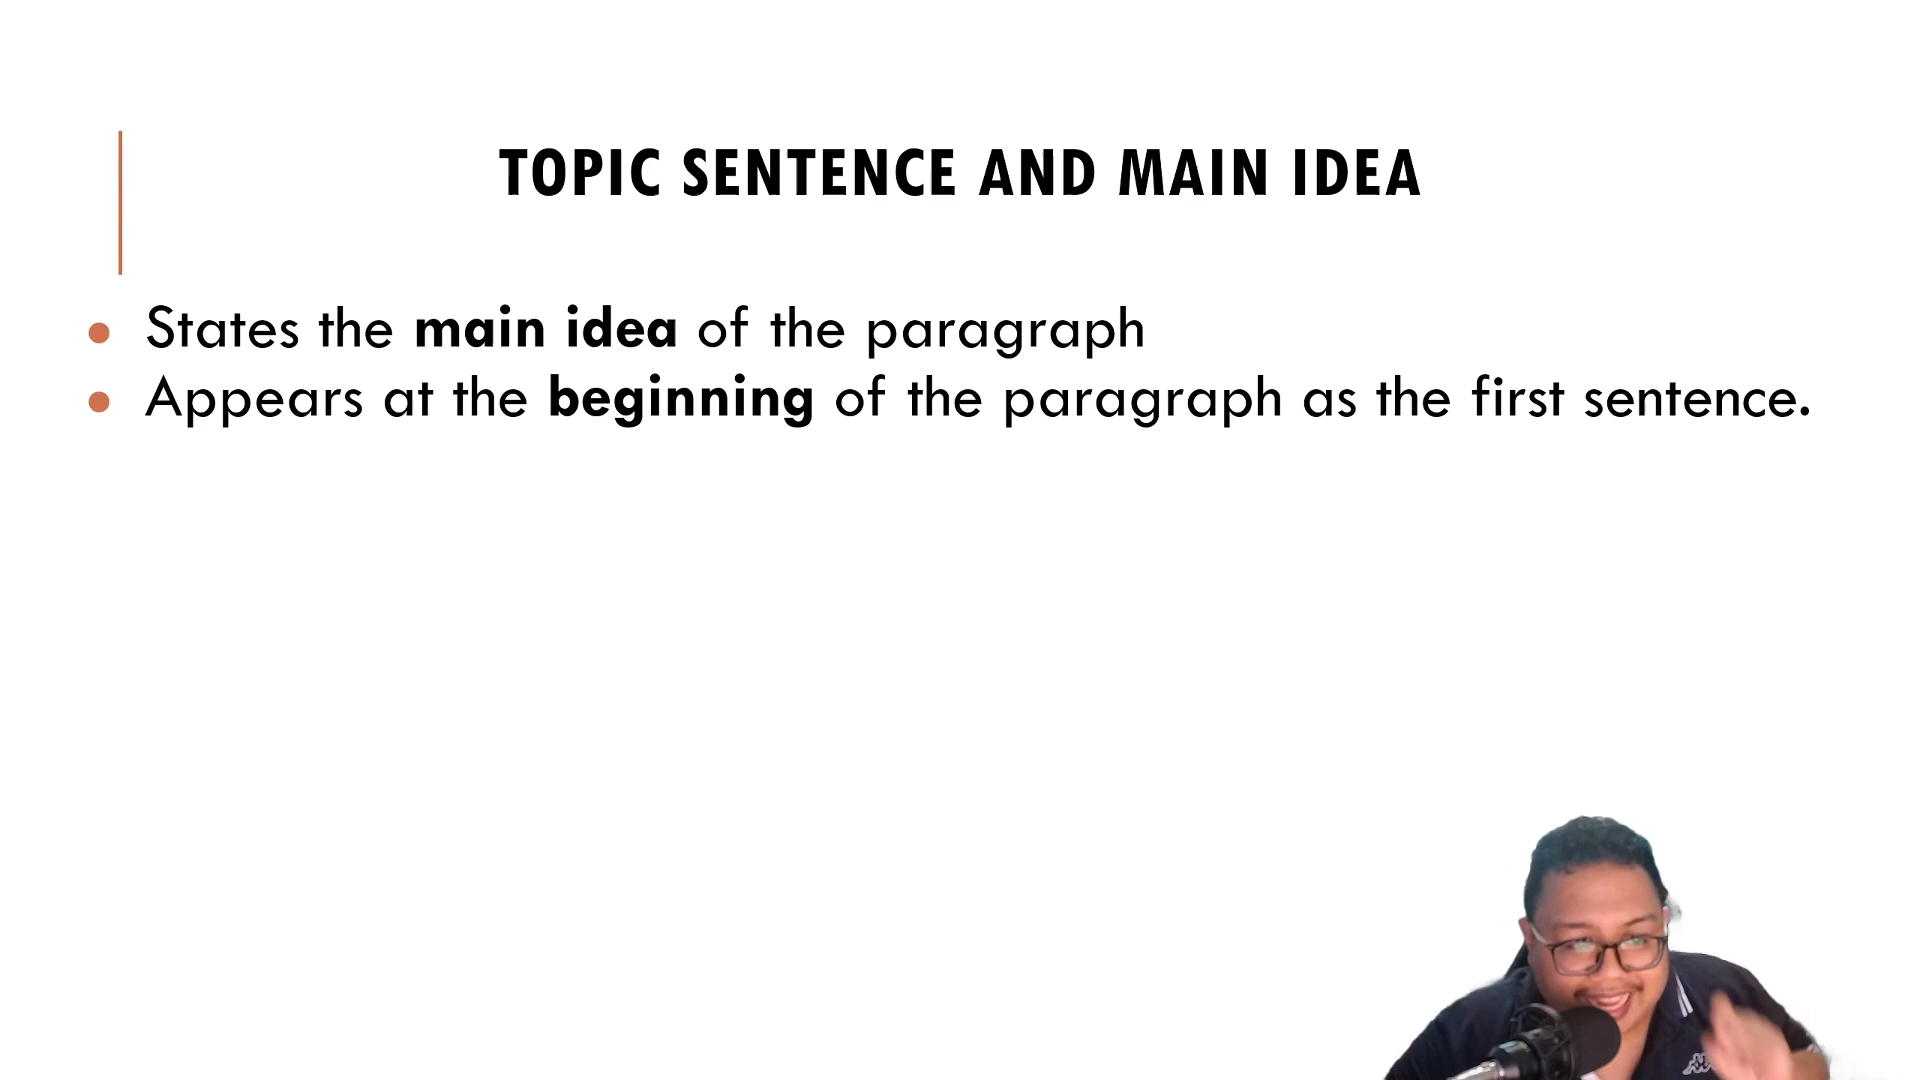 TOPIC SENTENCE AND MAIN IDEA
States the main idea of the paragraph
Appears at the beginning of the paragraph as the first sentence.